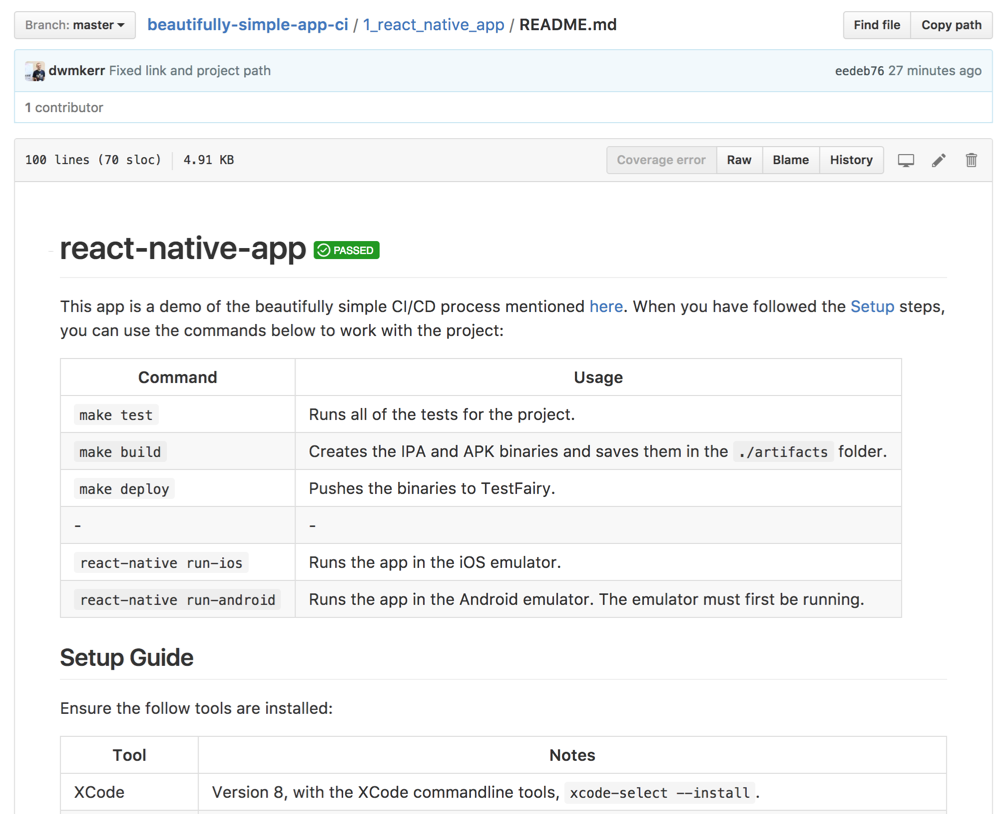 Branch: master beautifully-simple-app-ci / 1_react_native_app / README.md Find file Copy path
dwmkerr Fixed link and project path eedeb76 27 minutes ago
1 contributor
100 lines (70 sloc) 4.91 KB Coverage error Raw Blame History
react-native-app PASSED
This app is a demo of the beautifully simple CI/CD process mentioned here. When you have followed the Setup steps,
you can use the commands below to work with the project:
Command Usage
make test Runs all of the tests for the project.
make build Creates the IPA and APK binaries and saves them in the ./artifacts folder.
make deploy Pushes the binaries to TestFairy.
- -
react-native run-ios Runs the app in the iOS emulator.
react-native run-android Runs the app in the Android emulator. The emulator must first be running.
Setup Guide
Ensure the follow tools are installed:
Tool Notes
XCode Version 8, with the XCode commandline tools, xcode-select --install .